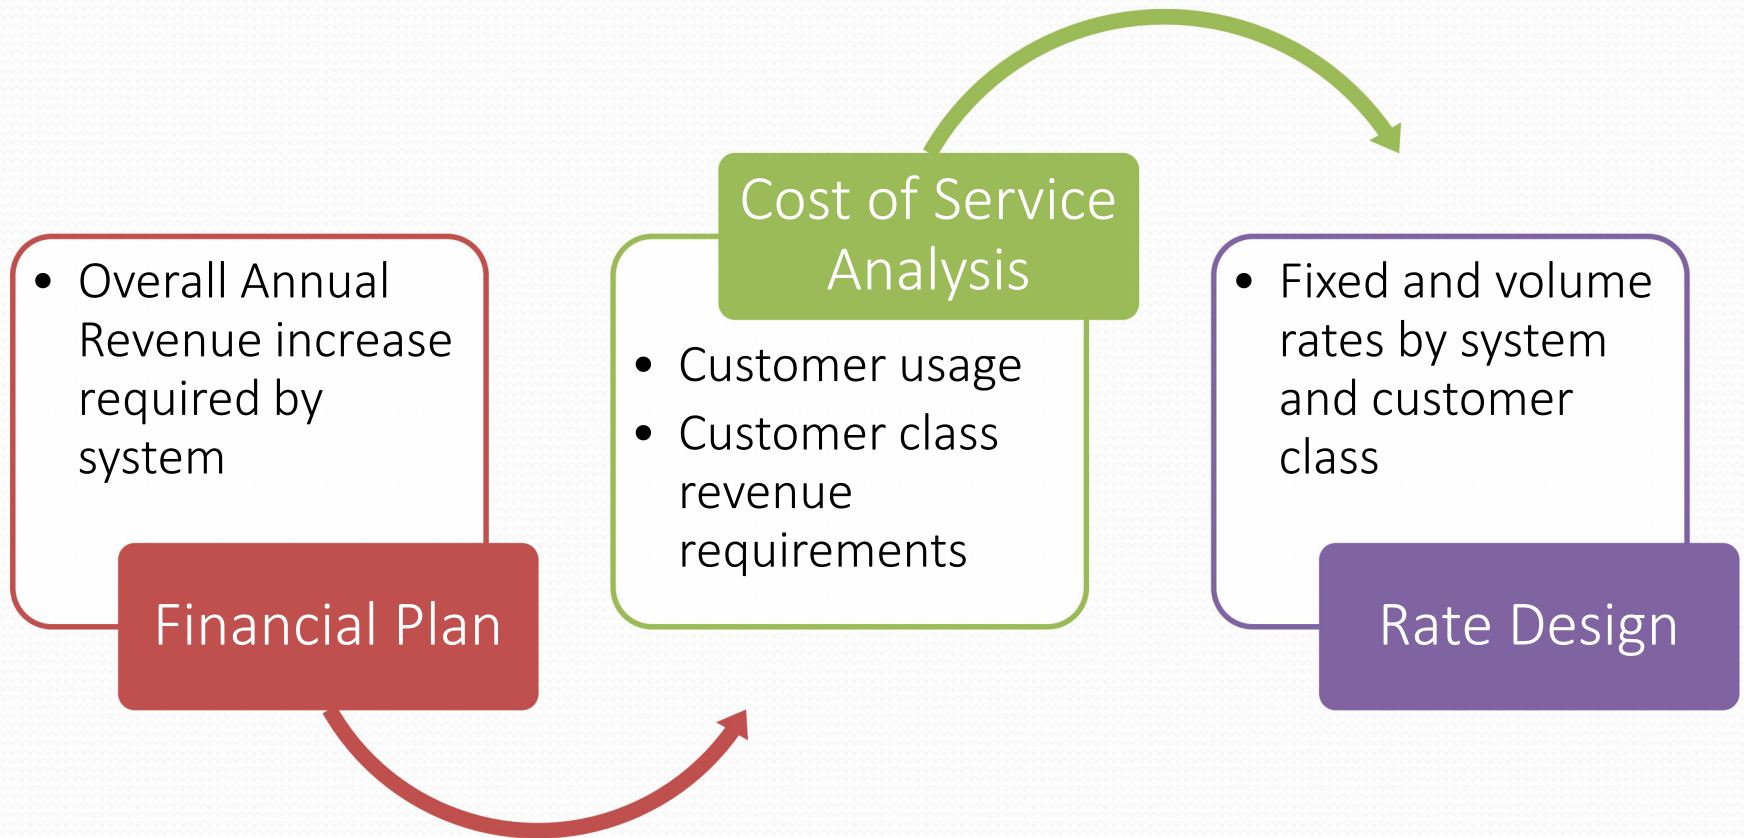 • Overall Annual
Revenue increase
required by
system
Financial Plan
Cost of Service
Analysis
• Customer usage
• Customer class
revenue
requirements
• Fixed and volume
rates by system
and customer
class
Rate Design